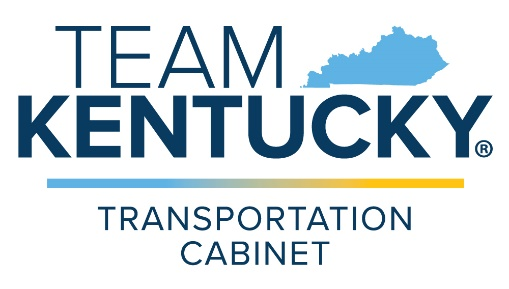 TEAM
KENTUCKY®
TRANSPORTATION
CABINET